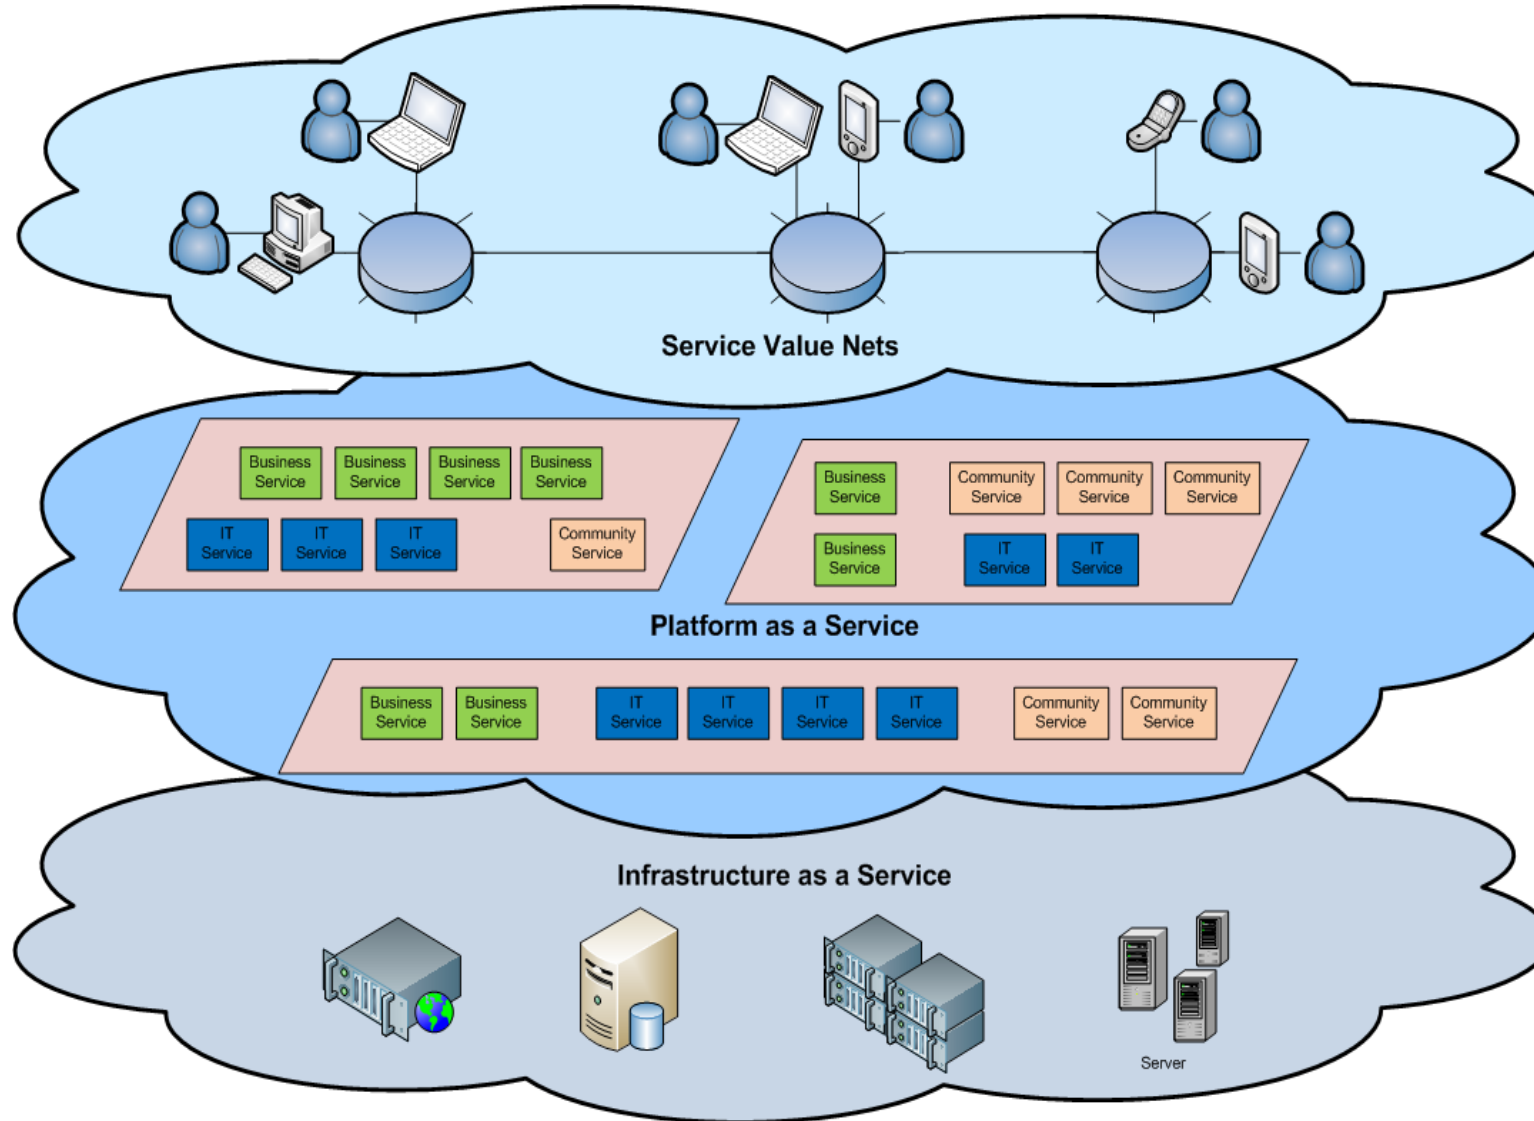 Service Value Nets
Business
Service
Business
Service
Business
Service
Business
Service
IT
Service
IT
Service
IT
Service
Community
Service
Business
Service
Community
Service
Community
Service
Community
Service
Business
Service
IT
Service
IT
Service
Platform as a Service
Business
Service
Business
Service
IT
Service
IT
Service
IT
Service
IT
Service
Community
Service
Community
Service
Infrastructure as a Service
Server